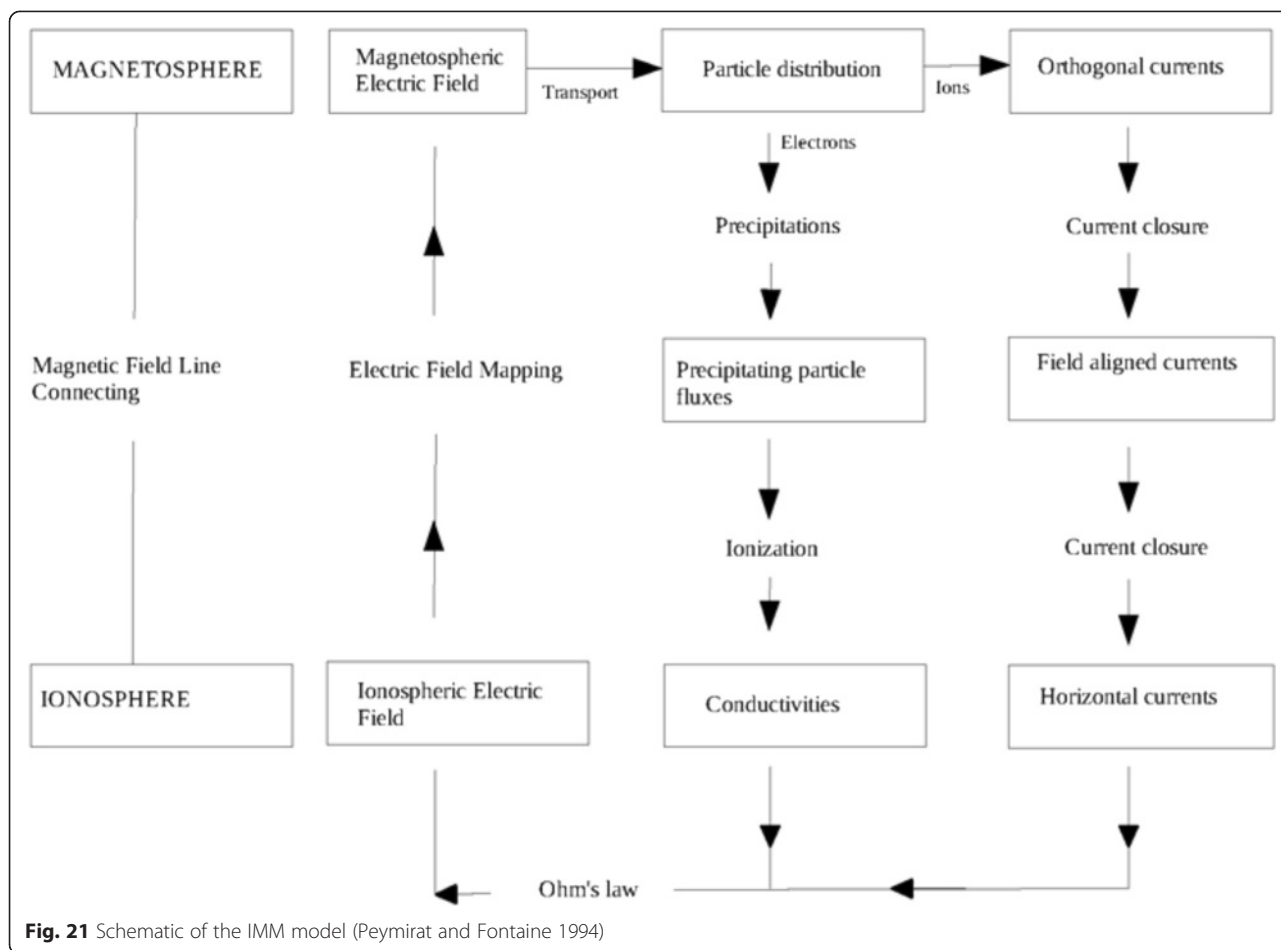 MAGNETOSPHERE
Magnetospheric
Electric Field
Transport
Particle distribution
Ions
Orthogonal currents
Electrons
Precipitations
Current closure
Magnetic Field Line
Connecting
Electric Field Mapping
Precipitating particle
fluxes
Field aligned currents
Ionization
Current closure
IONOSPHERE
Ionospheric Electric
Field
Conductivities
Horizontal currents
Ohm's law
Fig. 21 Schematic of the IMM model (Peymirat and Fontaine 1994)